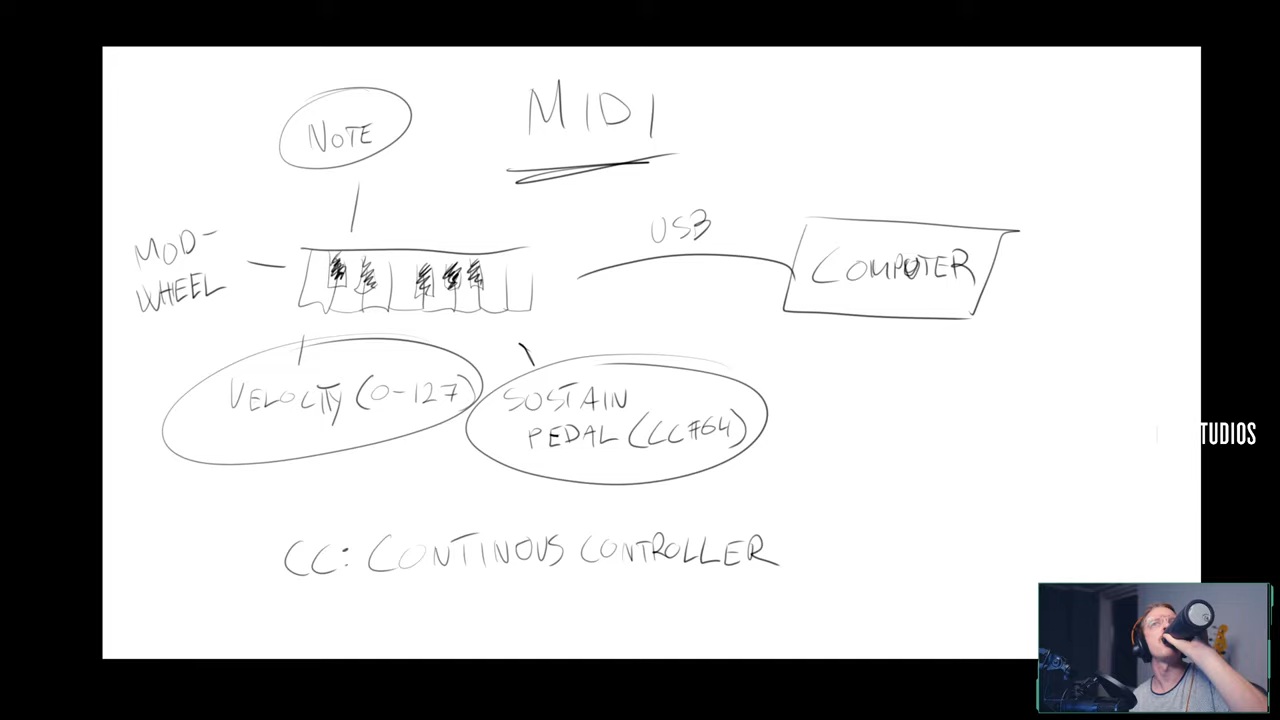 MIDI
NOTE
MOD-
WHEEL
USB
COMPUTER
VELOCITY (0-127)
SUSTAIN
PEDAL (CC#64)
CC: CONTINOUS CONTROLLER
TUDIOS